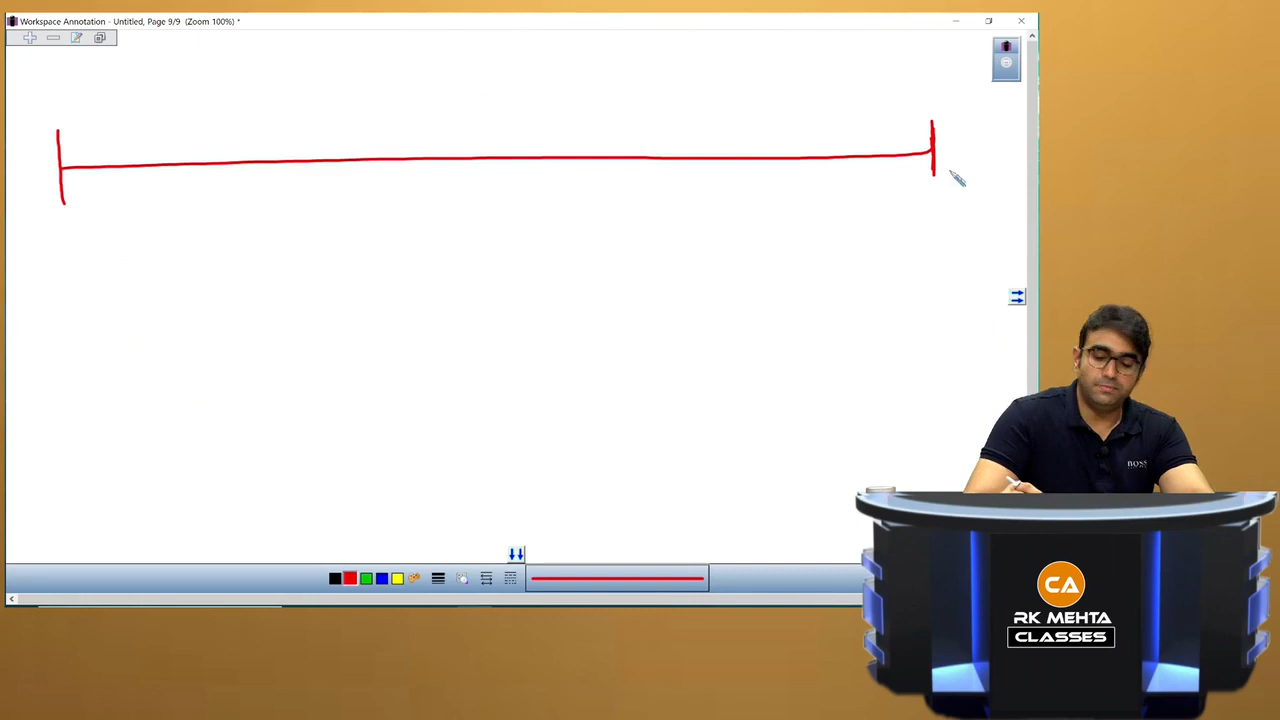 Workspace Annotation - Untitled, Page 9/9 (Zoom 100%) *
BOSS
CA
RK MEHTA
CLASSES